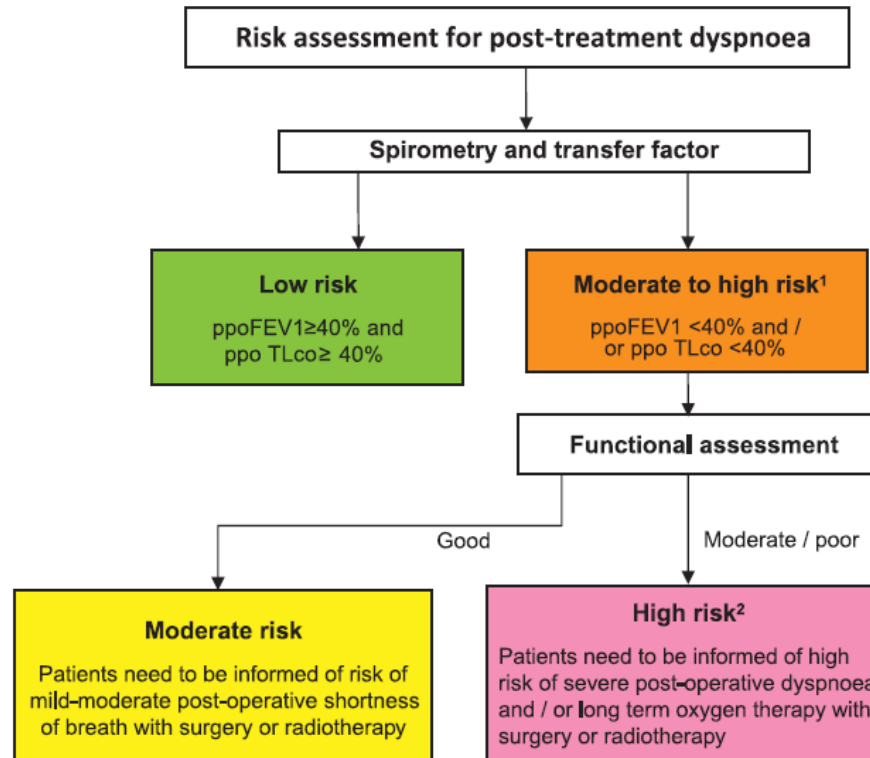 Risk assessment for post-treatment dyspnoea
Spirometry and transfer factor
Low risk
ppoFEV1≥40% and
ppo TLco≥ 40%
Moderate to high risk¹
ppoFEV1 <40% and /
or ppo TLco <40%
Functional assessment
Good
Moderate / poor
Moderate risk
Patients need to be informed of risk of
mild-moderate post-operative shortness
of breath with surgery or radiotherapy
High risk²
Patients need to be informed of high
risk of severe post-operative dyspnoea
and / or long term oxygen therapy with
surgery or radiotherapy